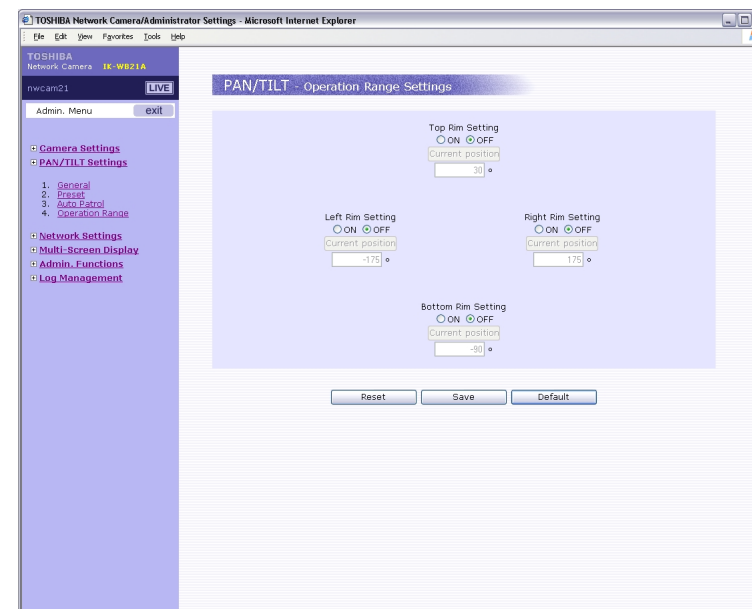 TOSHIBA Network Camera/Administrator Settings - Microsoft Internet Explorer
File Edit View Favorites Tools Help
TOSHIBA
Network Camera IK-WB21A
nwcam21 LIVE
Admin. Menu exit
Camera Settings
PAN/TILT Settings
1. General
2. Preset
3. Auto Patrol
4. Operation Range
Network Settings
Multi-Screen Display
Admin. Functions
Log Management
PAN/TILT - Operation Range Settings
Top Rim Setting
ON OFF
Current position
30 °
Left Rim Setting
ON OFF
Current position
-175 °
Right Rim Setting
ON OFF
Current position
175 °
Bottom Rim Setting
ON OFF
Current position
-90 °
Reset Save Default